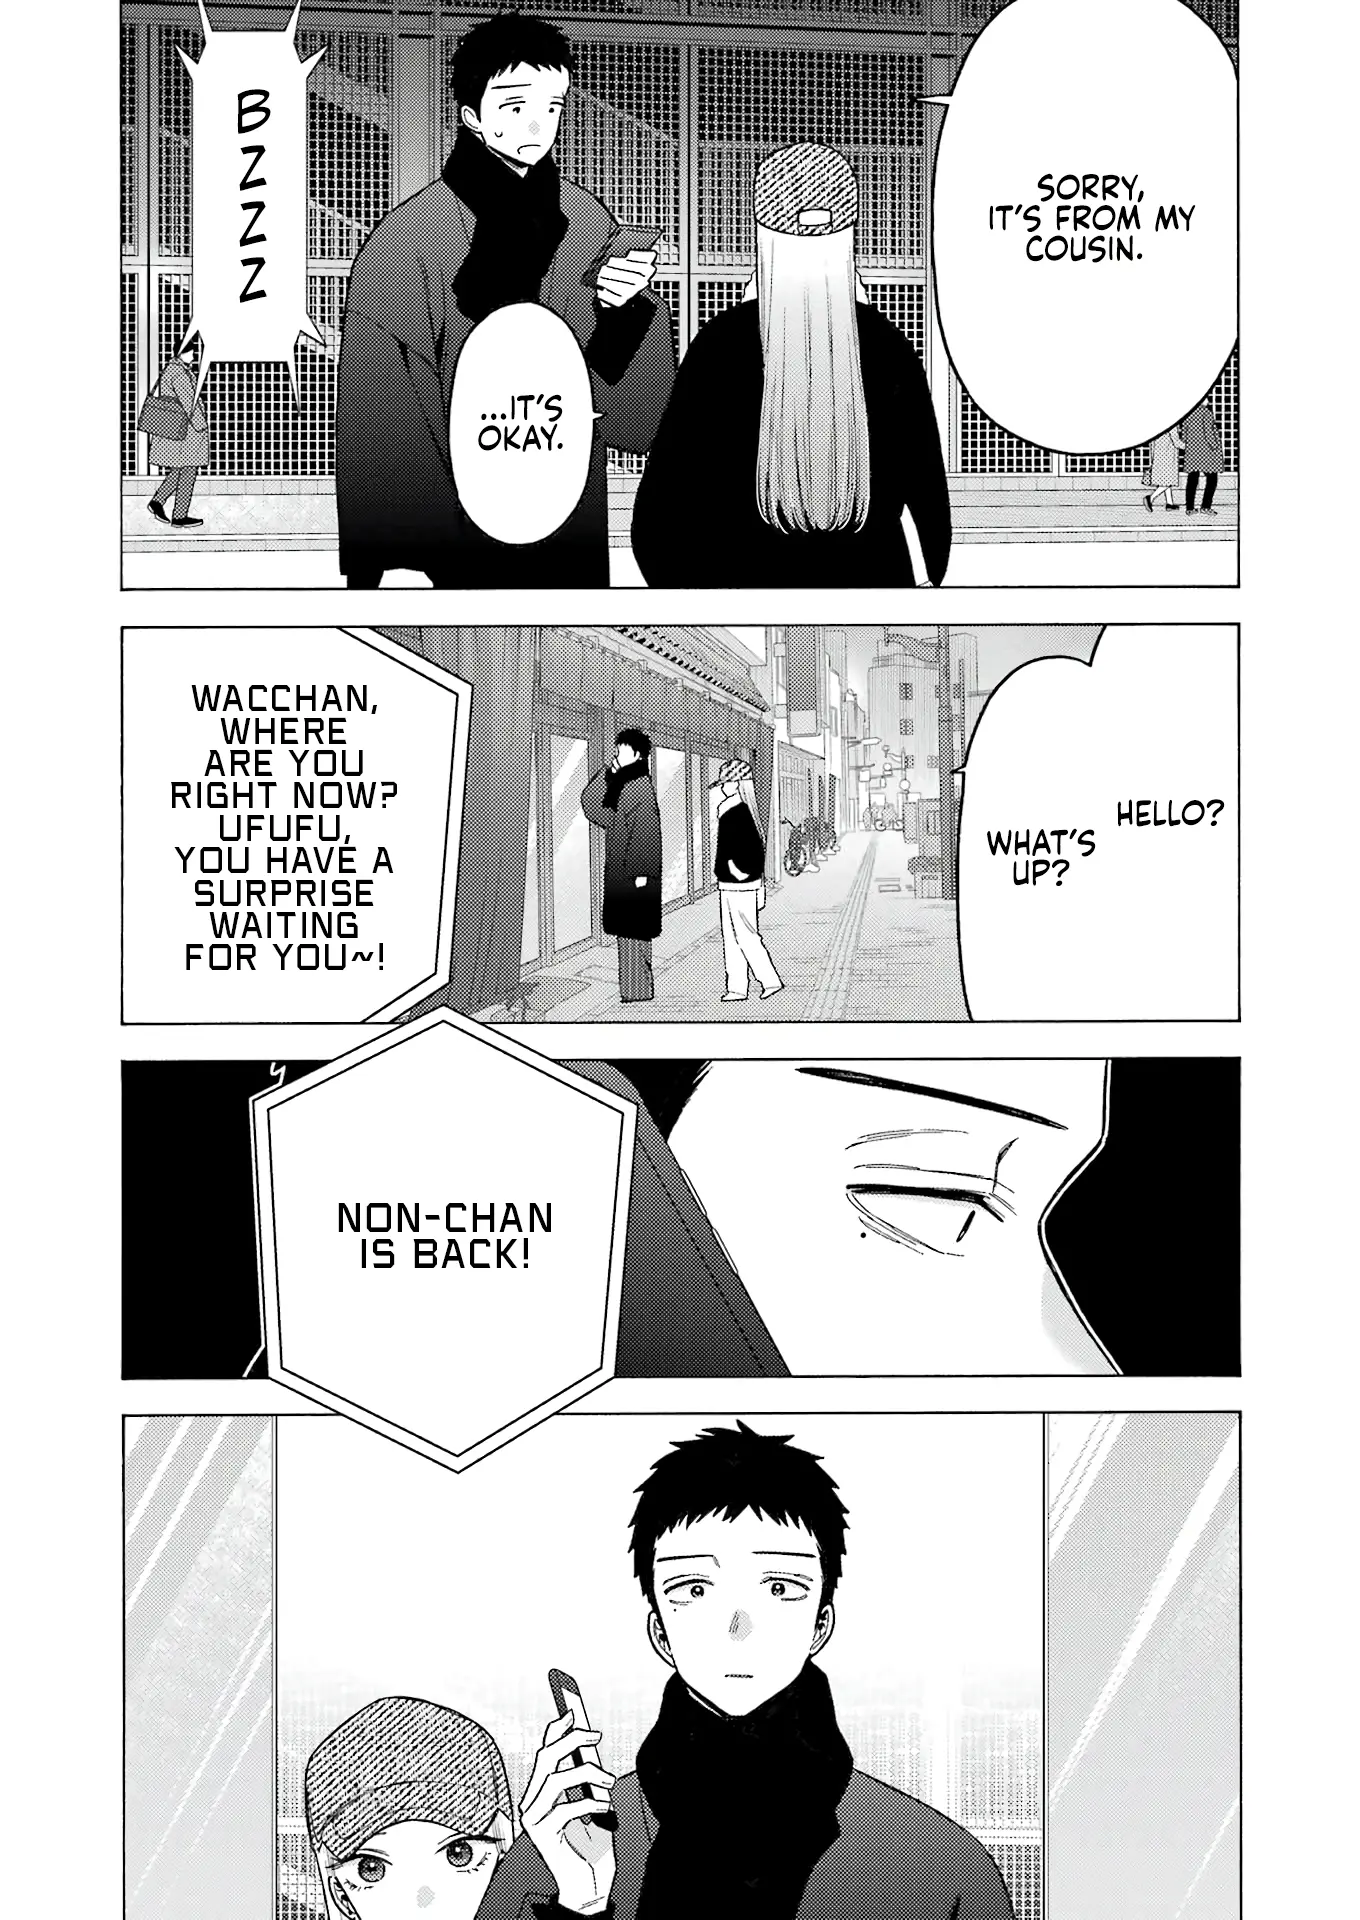 SORRY,
IT'S FROM MY
COUSIN.
...IT'S
OKAY.
BZZZ
HELLO?
WHAT'S
UP?
WACCHAN,
WHERE
ARE YOU
RIGHT NOW?
UFUFU,
YOU HAVE A
SURPRISE
WAITING
FOR YOU~!
NON-CHAN
IS BACK!